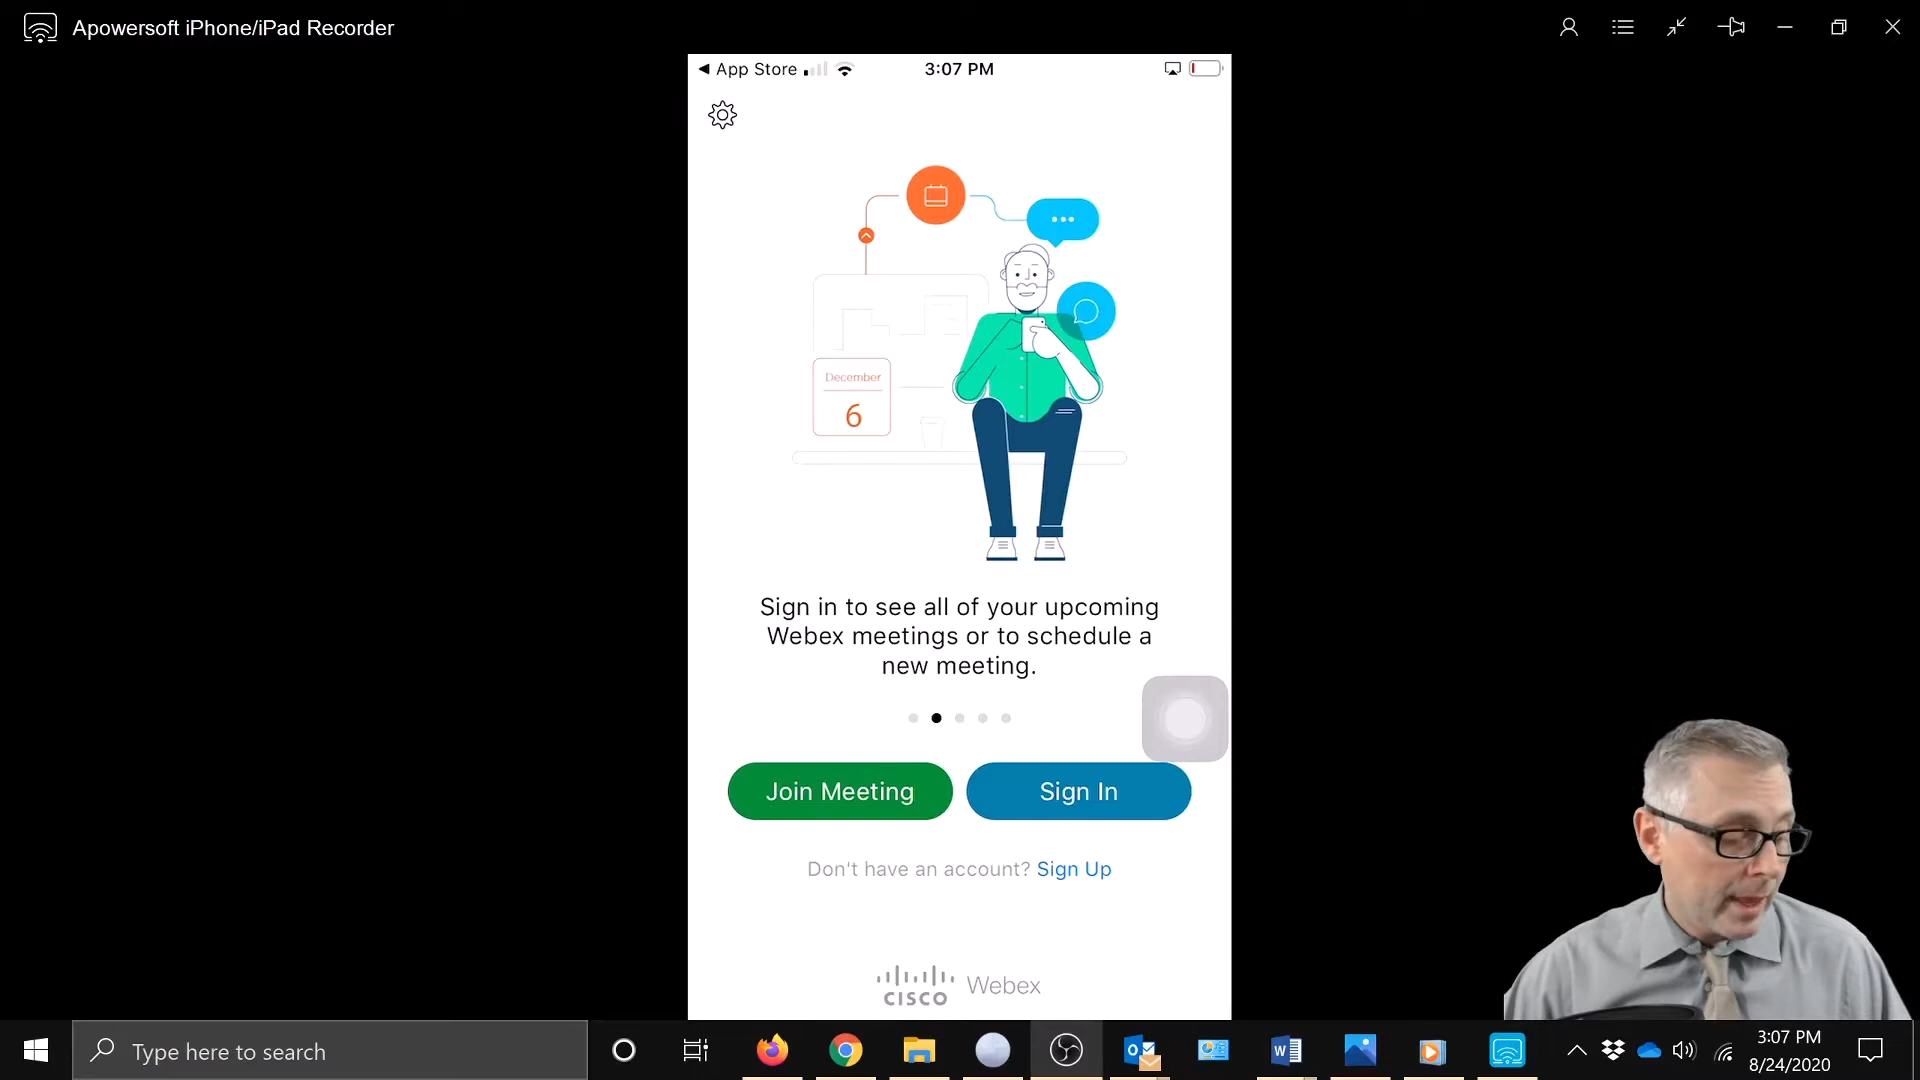 Apowersoft iPhone/iPad Recorder
App Store
3:07 PM
December
6
Sign in to see all of your upcoming
Webex meetings or to schedule a
new meeting.
Join Meeting
Sign In
Don't have an account? Sign Up
CISCO Webex
Type here to search
3:07 PM
8/24/2020